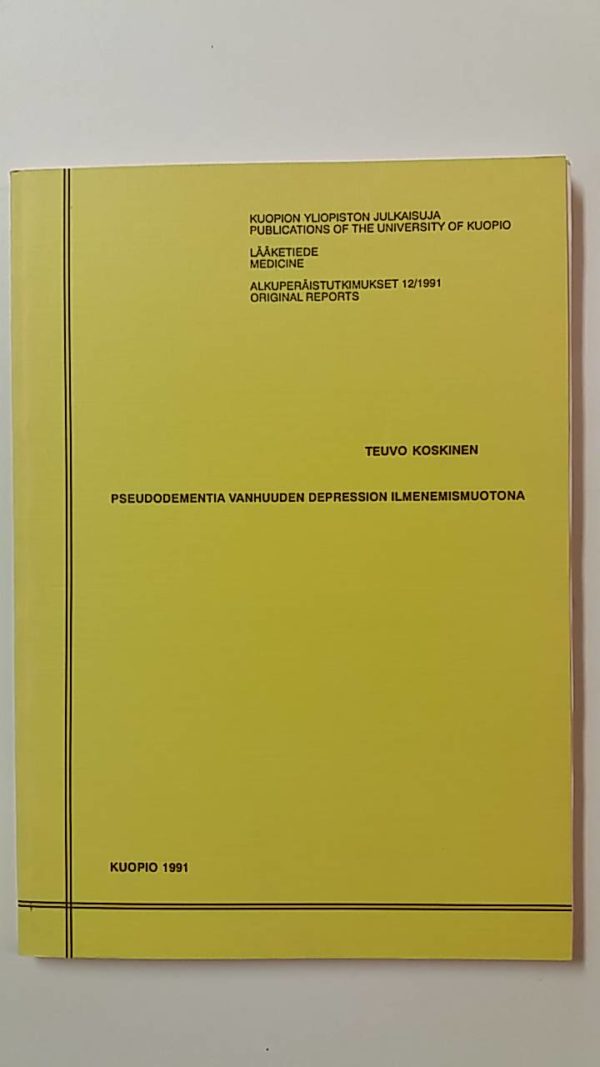 KUOPION YLIOPISTON JULKAISUJA
PUBLICATIONS OF THE UNIVERSITY OF KUOPIO
LÄÄKETIEDE
MEDICINE
ALKUPERÄISTUTKIMUKSET 12/1991
ORIGINAL REPORTS
TEUVO KOSKINEN
PSEUDODEMENTIA VANHUUDEN DEPRESSION ILMENEMISMUOTONA
KUOPIO 1991